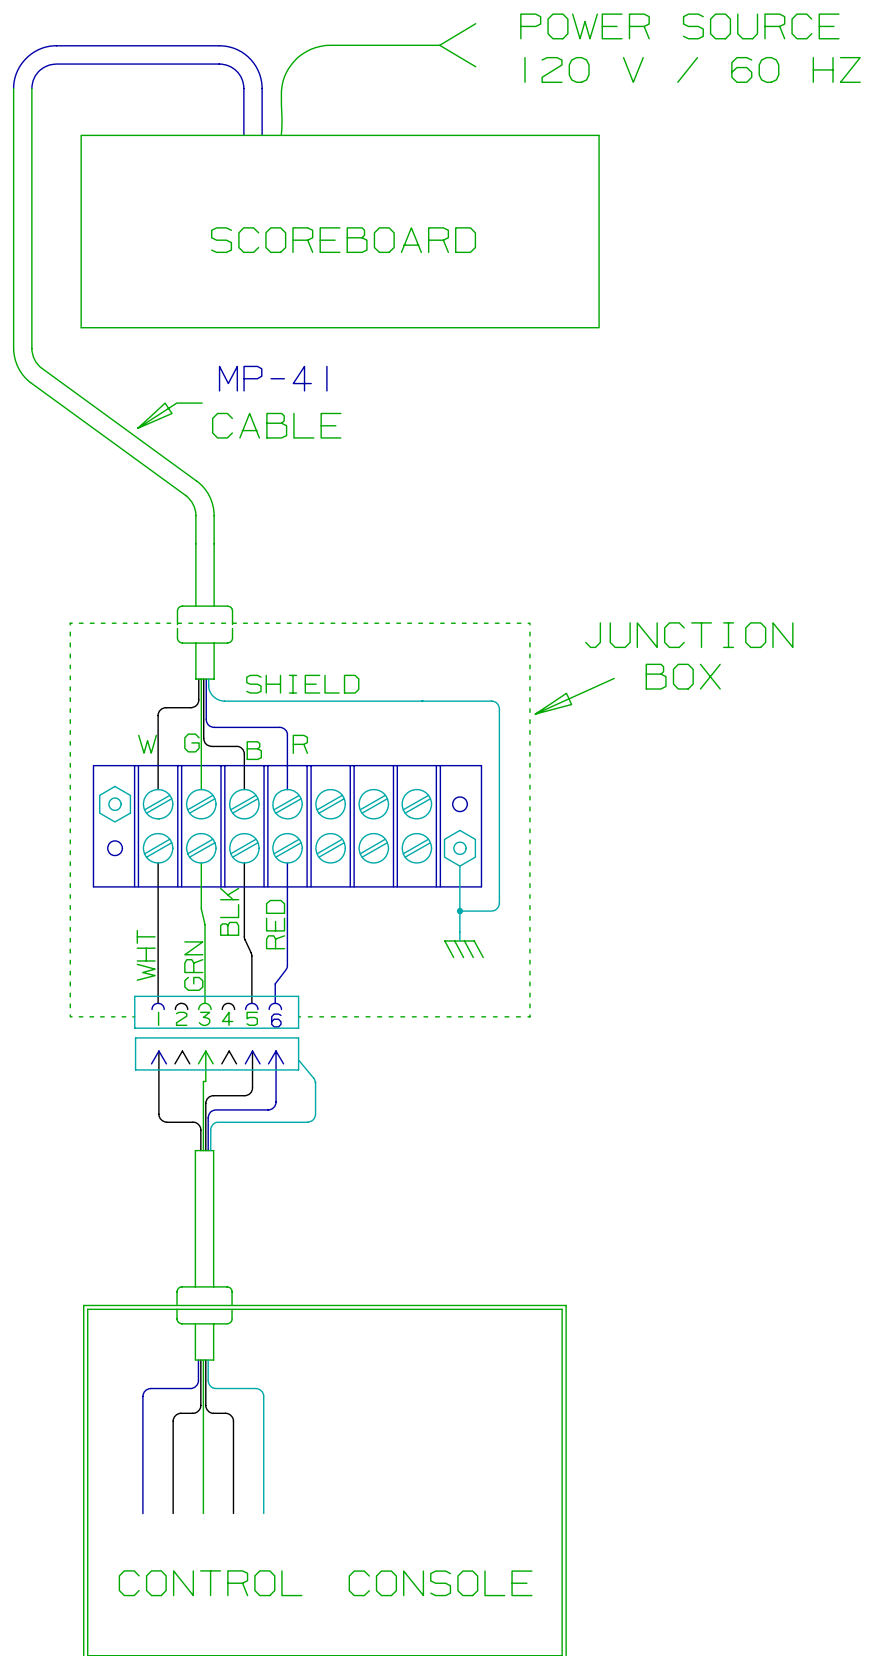 POWER SOURCE
120 V / 60 HZ
SCOREBOARD
MP-41
CABLE
JUNCTION
BOX
SHIELD
W G B R
WHT GRN BLK RED
1 2 3 4 5 6
CONTROL CONSOLE